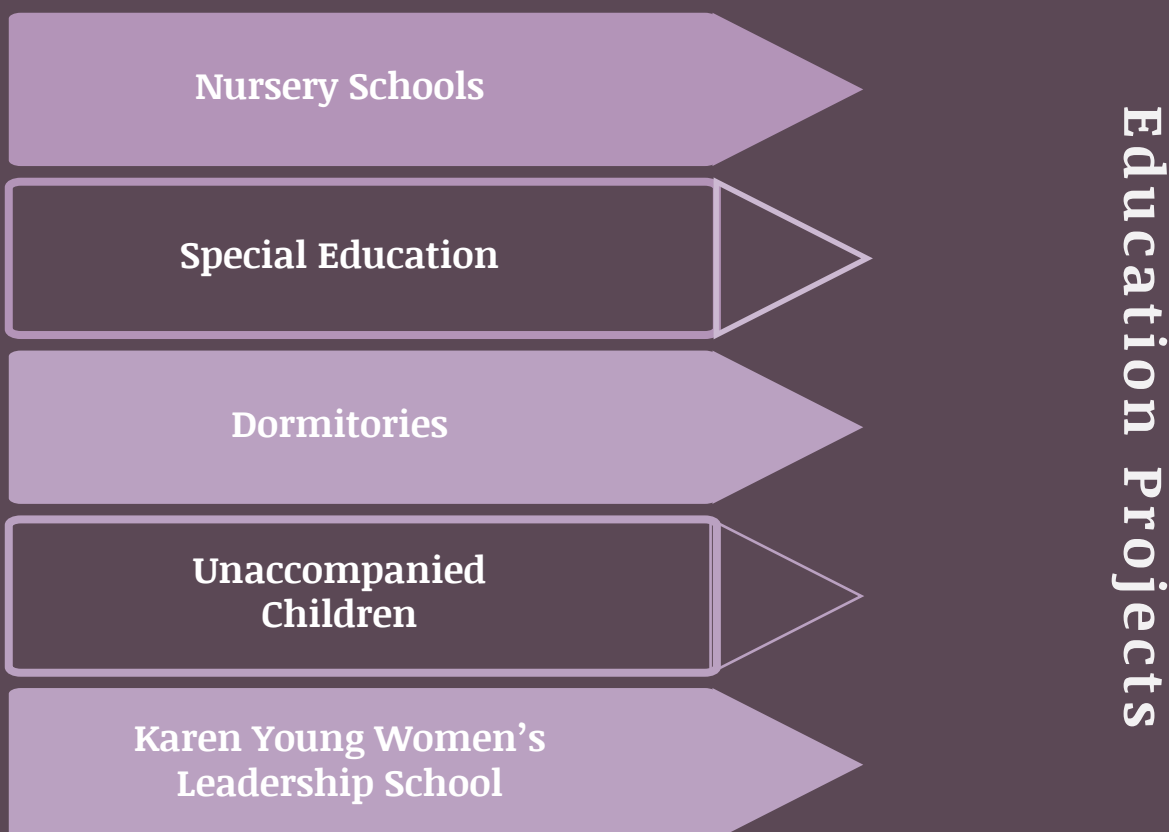 Nursery Schools
Special Education
Dormitories
Unaccompanied
Children
Karen Young Women’s
Leadership School
Education Projects